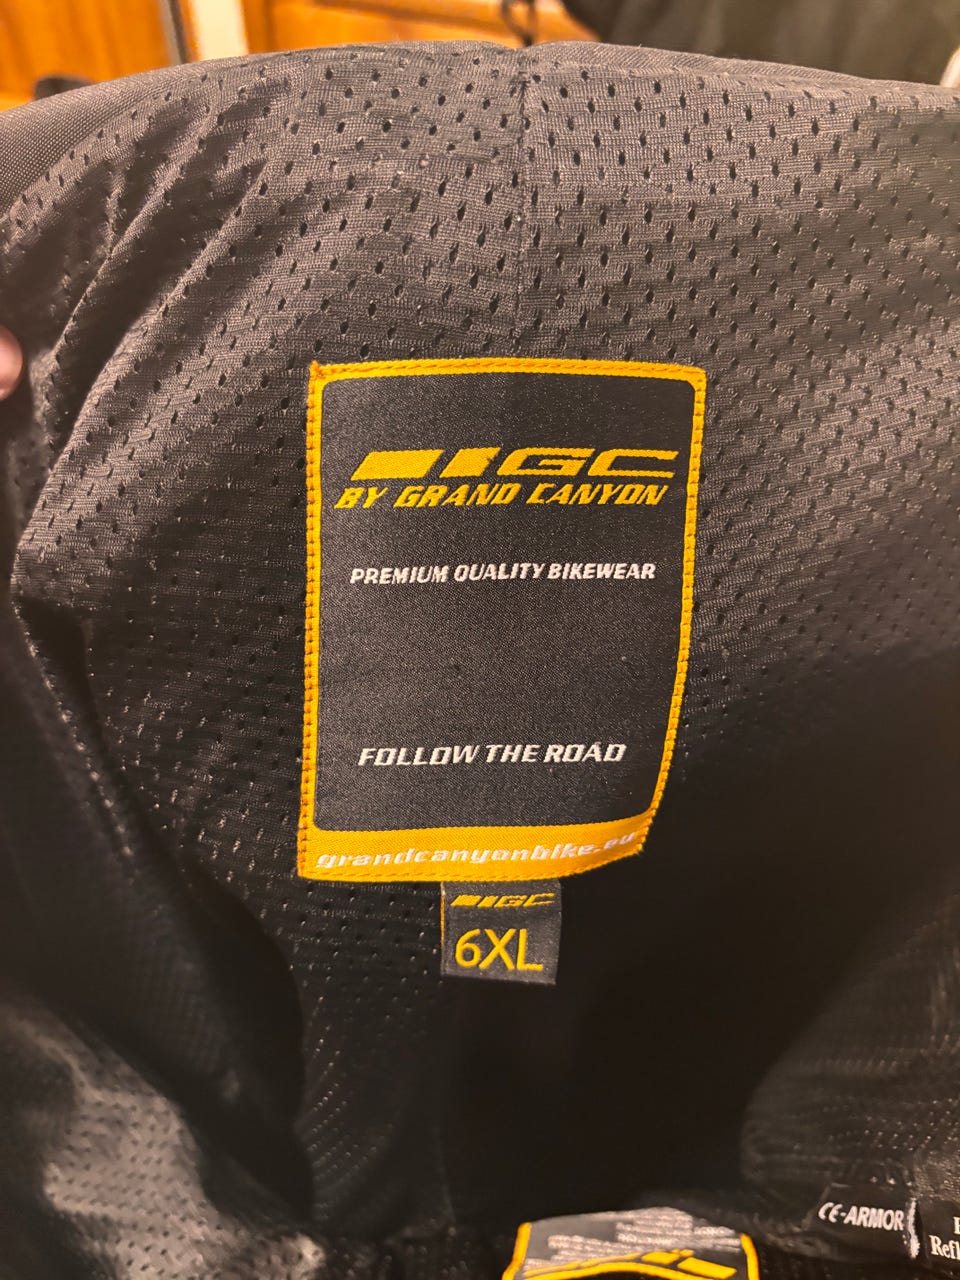 GC
BY GRAND CANYON
PREMIUM QUALITY BIKEWEAR
FOLLOW THE ROAD
grandcanyonbike.eu
GC
6XL
CE-ARMOR